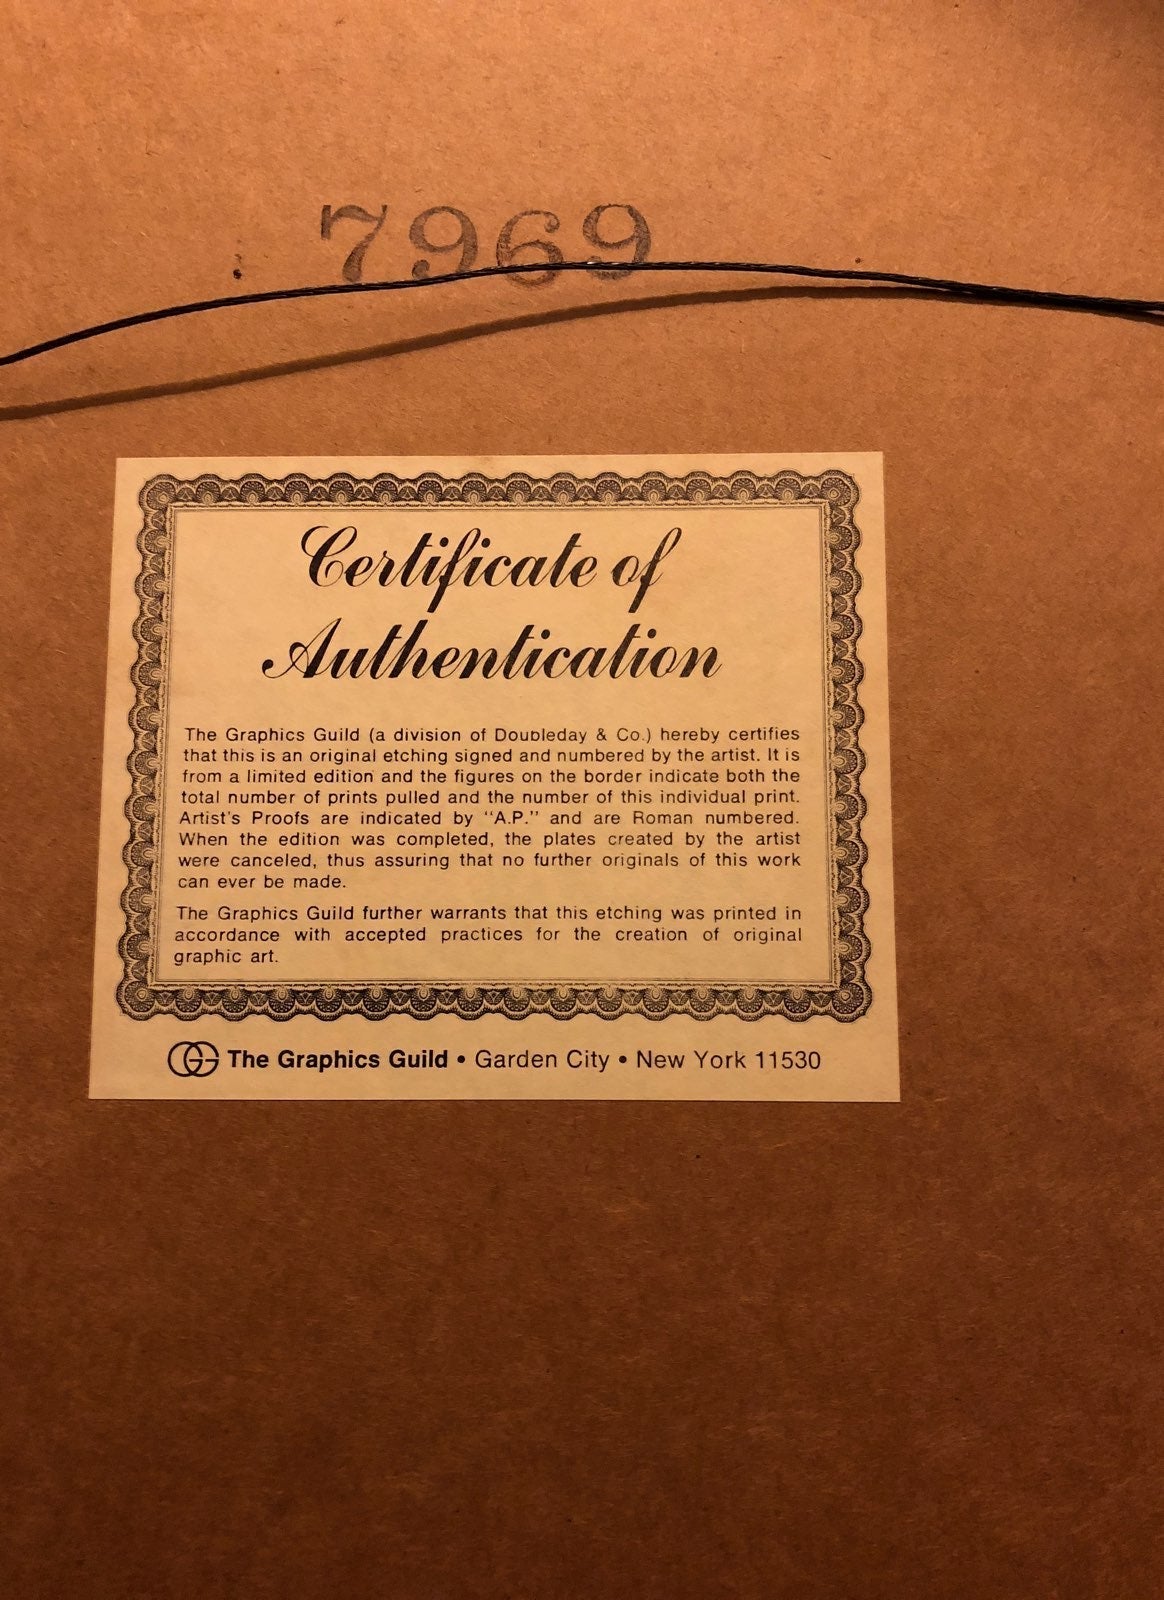 7969
Certificate of
Authentication
The Graphics Guild (a division of Doubleday & Co.) hereby certifies
that this is an original etching signed and numbered by the artist. It is
from a limited edition and the figures on the border indicate both the
total number of prints pulled and the number of this individual print.
Artist's Proofs are indicated by "A.P." and are Roman numbered.
When the edition was completed, the plates created by the artist
were canceled, thus assuring that no further originals of this work
can ever be made.
The Graphics Guild further warrants that this etching was printed in
accordance with accepted practices for the creation of original
graphic art.
GG The Graphics Guild • Garden City • New York 11530